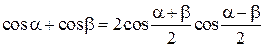 cosα + cosβ = 2cos (α + β)/2 cos (α − β)/2